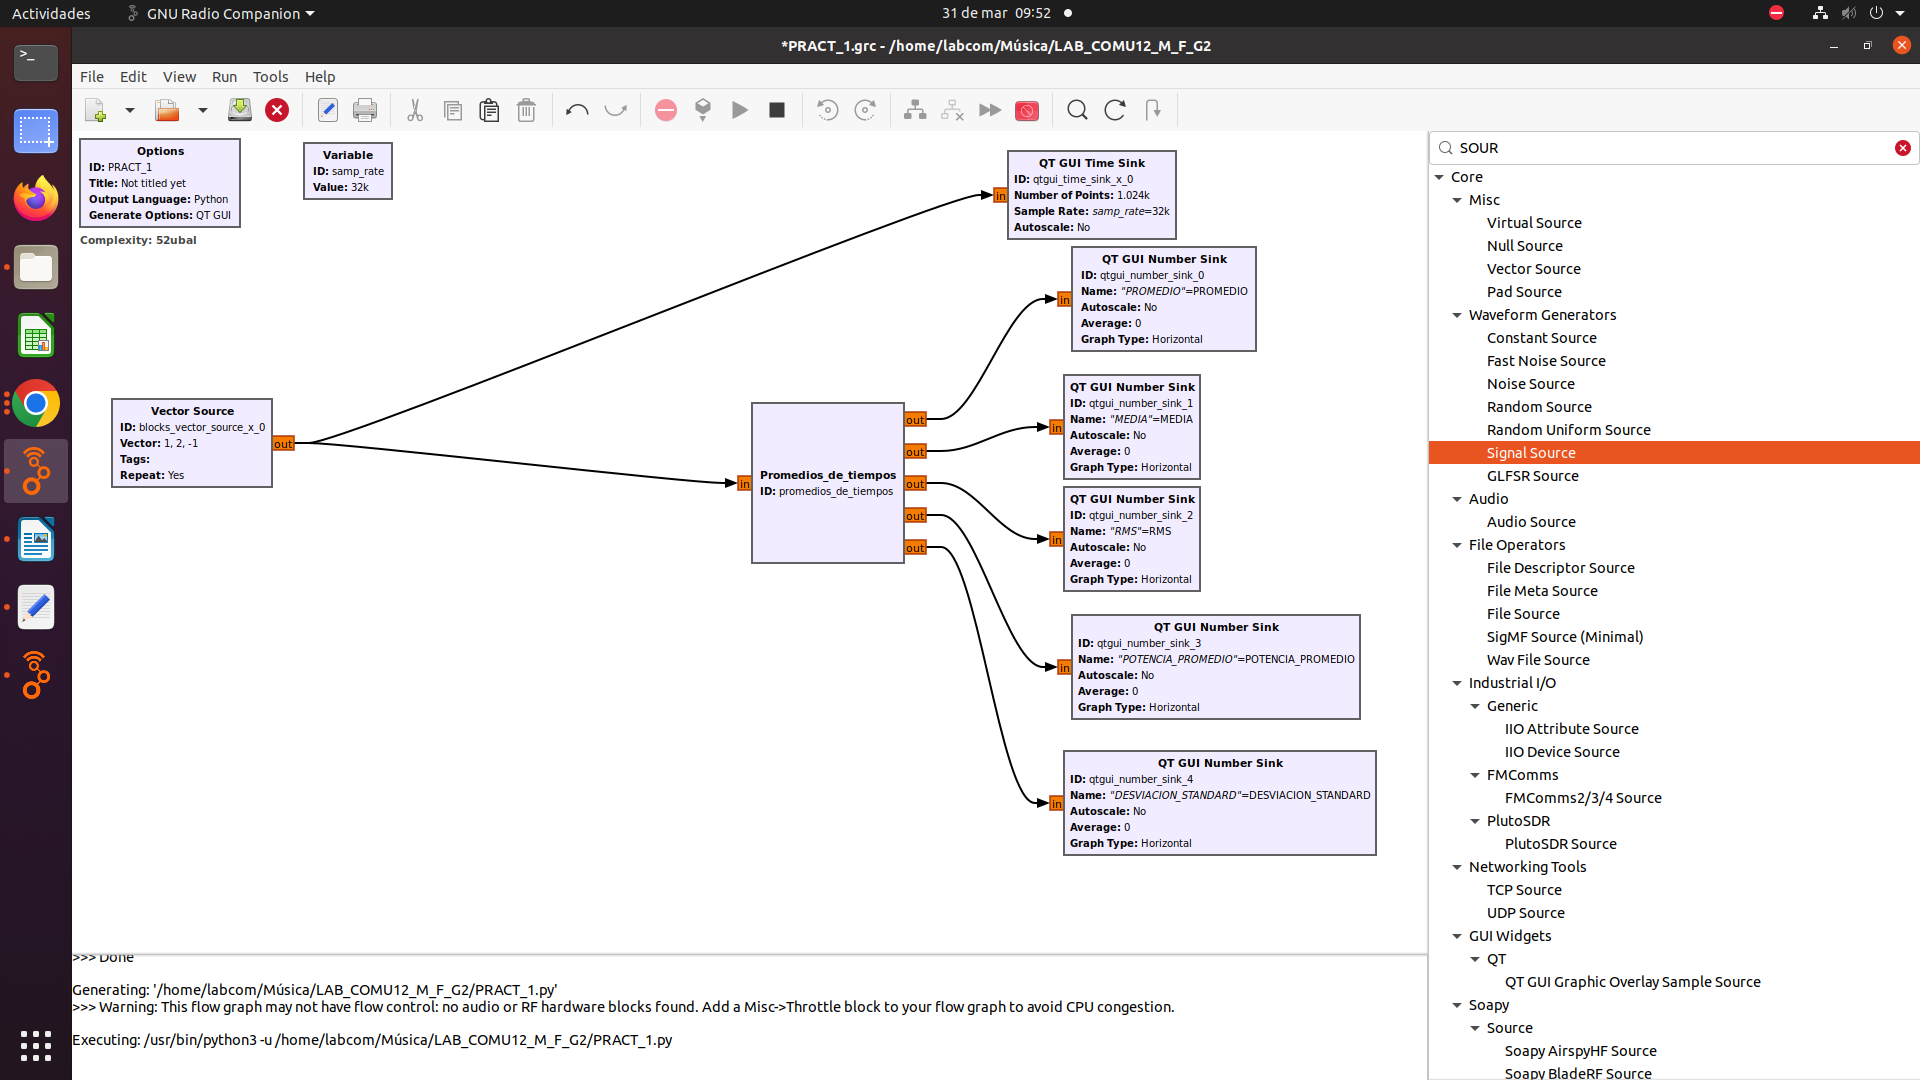 Actividades
GNU Radio Companion
31 de mar 09:52
*PRACT_1.grc - /home/labcom/Música/LAB_COMU12_M_F_G2
File Edit View Run Tools Help
Options
ID: PRACT_1
Title: Not titled yet
Output Language: Python
Generate Options: QT GUI
Complexity: 52ubal
Variable
ID: samp_rate
Value: 32k
QT GUI Time Sink
ID: qtgui_time_sink_x_0
Number of Points: 1.024k
Sample Rate: samp_rate=32k
Autoscale: No
in
QT GUI Number Sink
ID: qtgui_number_sink_0
Name: "PROMEDIO"=PROMEDIO
Autoscale: No
Average: 0
Graph Type: Horizontal
in
Vector Source
ID: blocks_vector_source_x_0
Vector: 1, 2, -1
Tags:
Repeat: Yes
out
in
Promedios_de_tiempos
ID: promedios_de_tiempos
out
out
out
out
out
QT GUI Number Sink
ID: qtgui_number_sink_1
Name: "MEDIA"=MEDIA
Autoscale: No
Average: 0
Graph Type: Horizontal
in
QT GUI Number Sink
ID: qtgui_number_sink_2
Name: "RMS"=RMS
Autoscale: No
Average: 0
Graph Type: Horizontal
in
QT GUI Number Sink
ID: qtgui_number_sink_3
Name: "POTENCIA_PROMEDIO"=POTENCIA_PROMEDIO
Autoscale: No
Average: 0
Graph Type: Horizontal
in
QT GUI Number Sink
ID: qtgui_number_sink_4
Name: "DESVIACION_STANDARD"=DESVIACION_STANDARD
Autoscale: No
Average: 0
Graph Type: Horizontal
in
>>> Done
Generating: '/home/labcom/Música/LAB_COMU12_M_F_G2/PRACT_1.py'
>>> Warning: This flow graph may not have flow control: no audio or RF hardware blocks found. Add a Misc->Throttle block to your flow graph to avoid CPU congestion.
Executing: /usr/bin/python3 -u /home/labcom/Música/LAB_COMU12_M_F_G2/PRACT_1.py
SOUR
Core
Misc
Virtual Source
Null Source
Vector Source
Pad Source
Waveform Generators
Constant Source
Fast Noise Source
Noise Source
Random Source
Random Uniform Source
Signal Source
GLFSR Source
Audio
Audio Source
File Operators
File Descriptor Source
File Meta Source
File Source
SigMF Source (Minimal)
Wav File Source
Industrial I/O
Generic
IIO Attribute Source
IIO Device Source
FMComms
FMComms2/3/4 Source
PlutoSDR
PlutoSDR Source
Networking Tools
TCP Source
UDP Source
GUI Widgets
QT
QT GUI Graphic Overlay Sample Source
Soapy
Source
Soapy AirspyHF Source
Soapy BladeRF Source